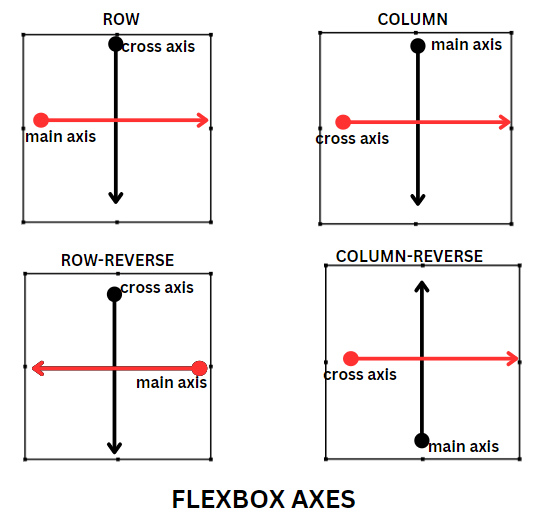 ROW
cross axis
main axis
COLUMN
main axis
cross axis
ROW-REVERSE
cross axis
main axis
COLUMN-REVERSE
cross axis
main axis
FLEXBOX AXES